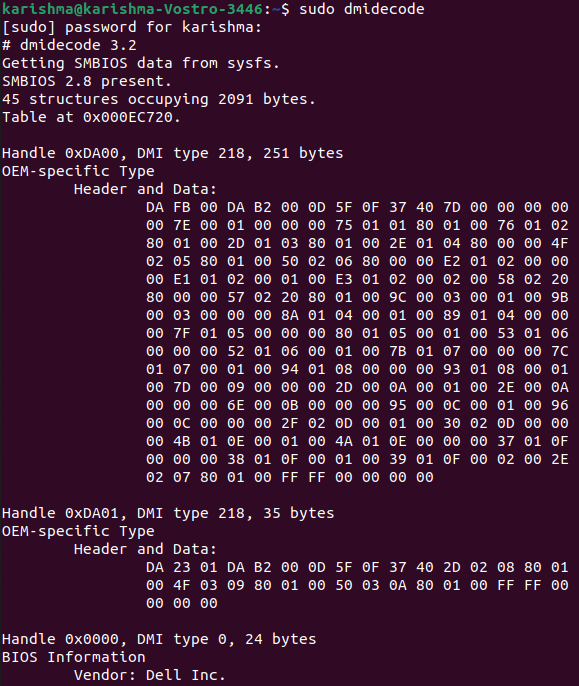 karishma@karishma-Vostro-3446:~$ sudo dmidecode
[sudo] password for karishma:
# dmidecode 3.2
Getting SMBIOS data from sysfs.
SMBIOS 2.8 present.
45 structures occupying 2091 bytes.
Table at 0x000EC720.

Handle 0xDA00, DMI type 218, 251 bytes
OEM-specific Type
        Header and Data:
                DA FB 00 DA B2 00 0D 5F 0F 37 40 7D 00 00 00 00
                00 7E 00 01 00 00 00 75 01 01 80 01 00 76 01 02
                80 01 00 2D 01 03 80 01 00 2E 01 04 80 00 00 4F
                02 05 80 01 00 50 02 06 80 00 00 E2 01 02 00 00
                00 E1 01 02 00 01 00 E3 01 02 00 02 00 58 02 20
                80 00 00 57 02 20 80 01 00 9C 00 03 00 01 00 9B
                00 03 00 00 00 8A 01 04 00 01 00 89 01 04 00 00
                00 7F 01 05 00 00 00 80 01 05 00 01 00 53 01 06
                00 00 00 52 01 06 00 01 00 7B 01 07 00 00 00 7C
                01 07 00 01 00 94 01 08 00 00 00 93 01 08 00 01
                00 7D 00 09 00 00 00 2D 00 0A 00 01 00 2E 00 0A
                00 00 00 6E 00 0B 00 00 00 95 00 0C 00 01 00 96
                00 0C 00 00 00 2F 02 0D 00 01 00 30 02 0D 00 00
                00 4B 01 0E 00 01 00 4A 01 0E 00 00 00 37 01 0F
                00 00 00 38 01 0F 00 01 00 39 01 0F 00 02 00 2E
                02 07 80 01 00 FF FF 00 00 00 00

Handle 0xDA01, DMI type 218, 35 bytes
OEM-specific Type
        Header and Data:
                DA 23 01 DA B2 00 0D 5F 0F 37 40 2D 02 08 80 01
                00 4F 03 09 80 01 00 50 03 0A 80 01 00 FF FF 00
                00 00 00

Handle 0x0000, DMI type 0, 24 bytes
BIOS Information
        Vendor: Dell Inc.